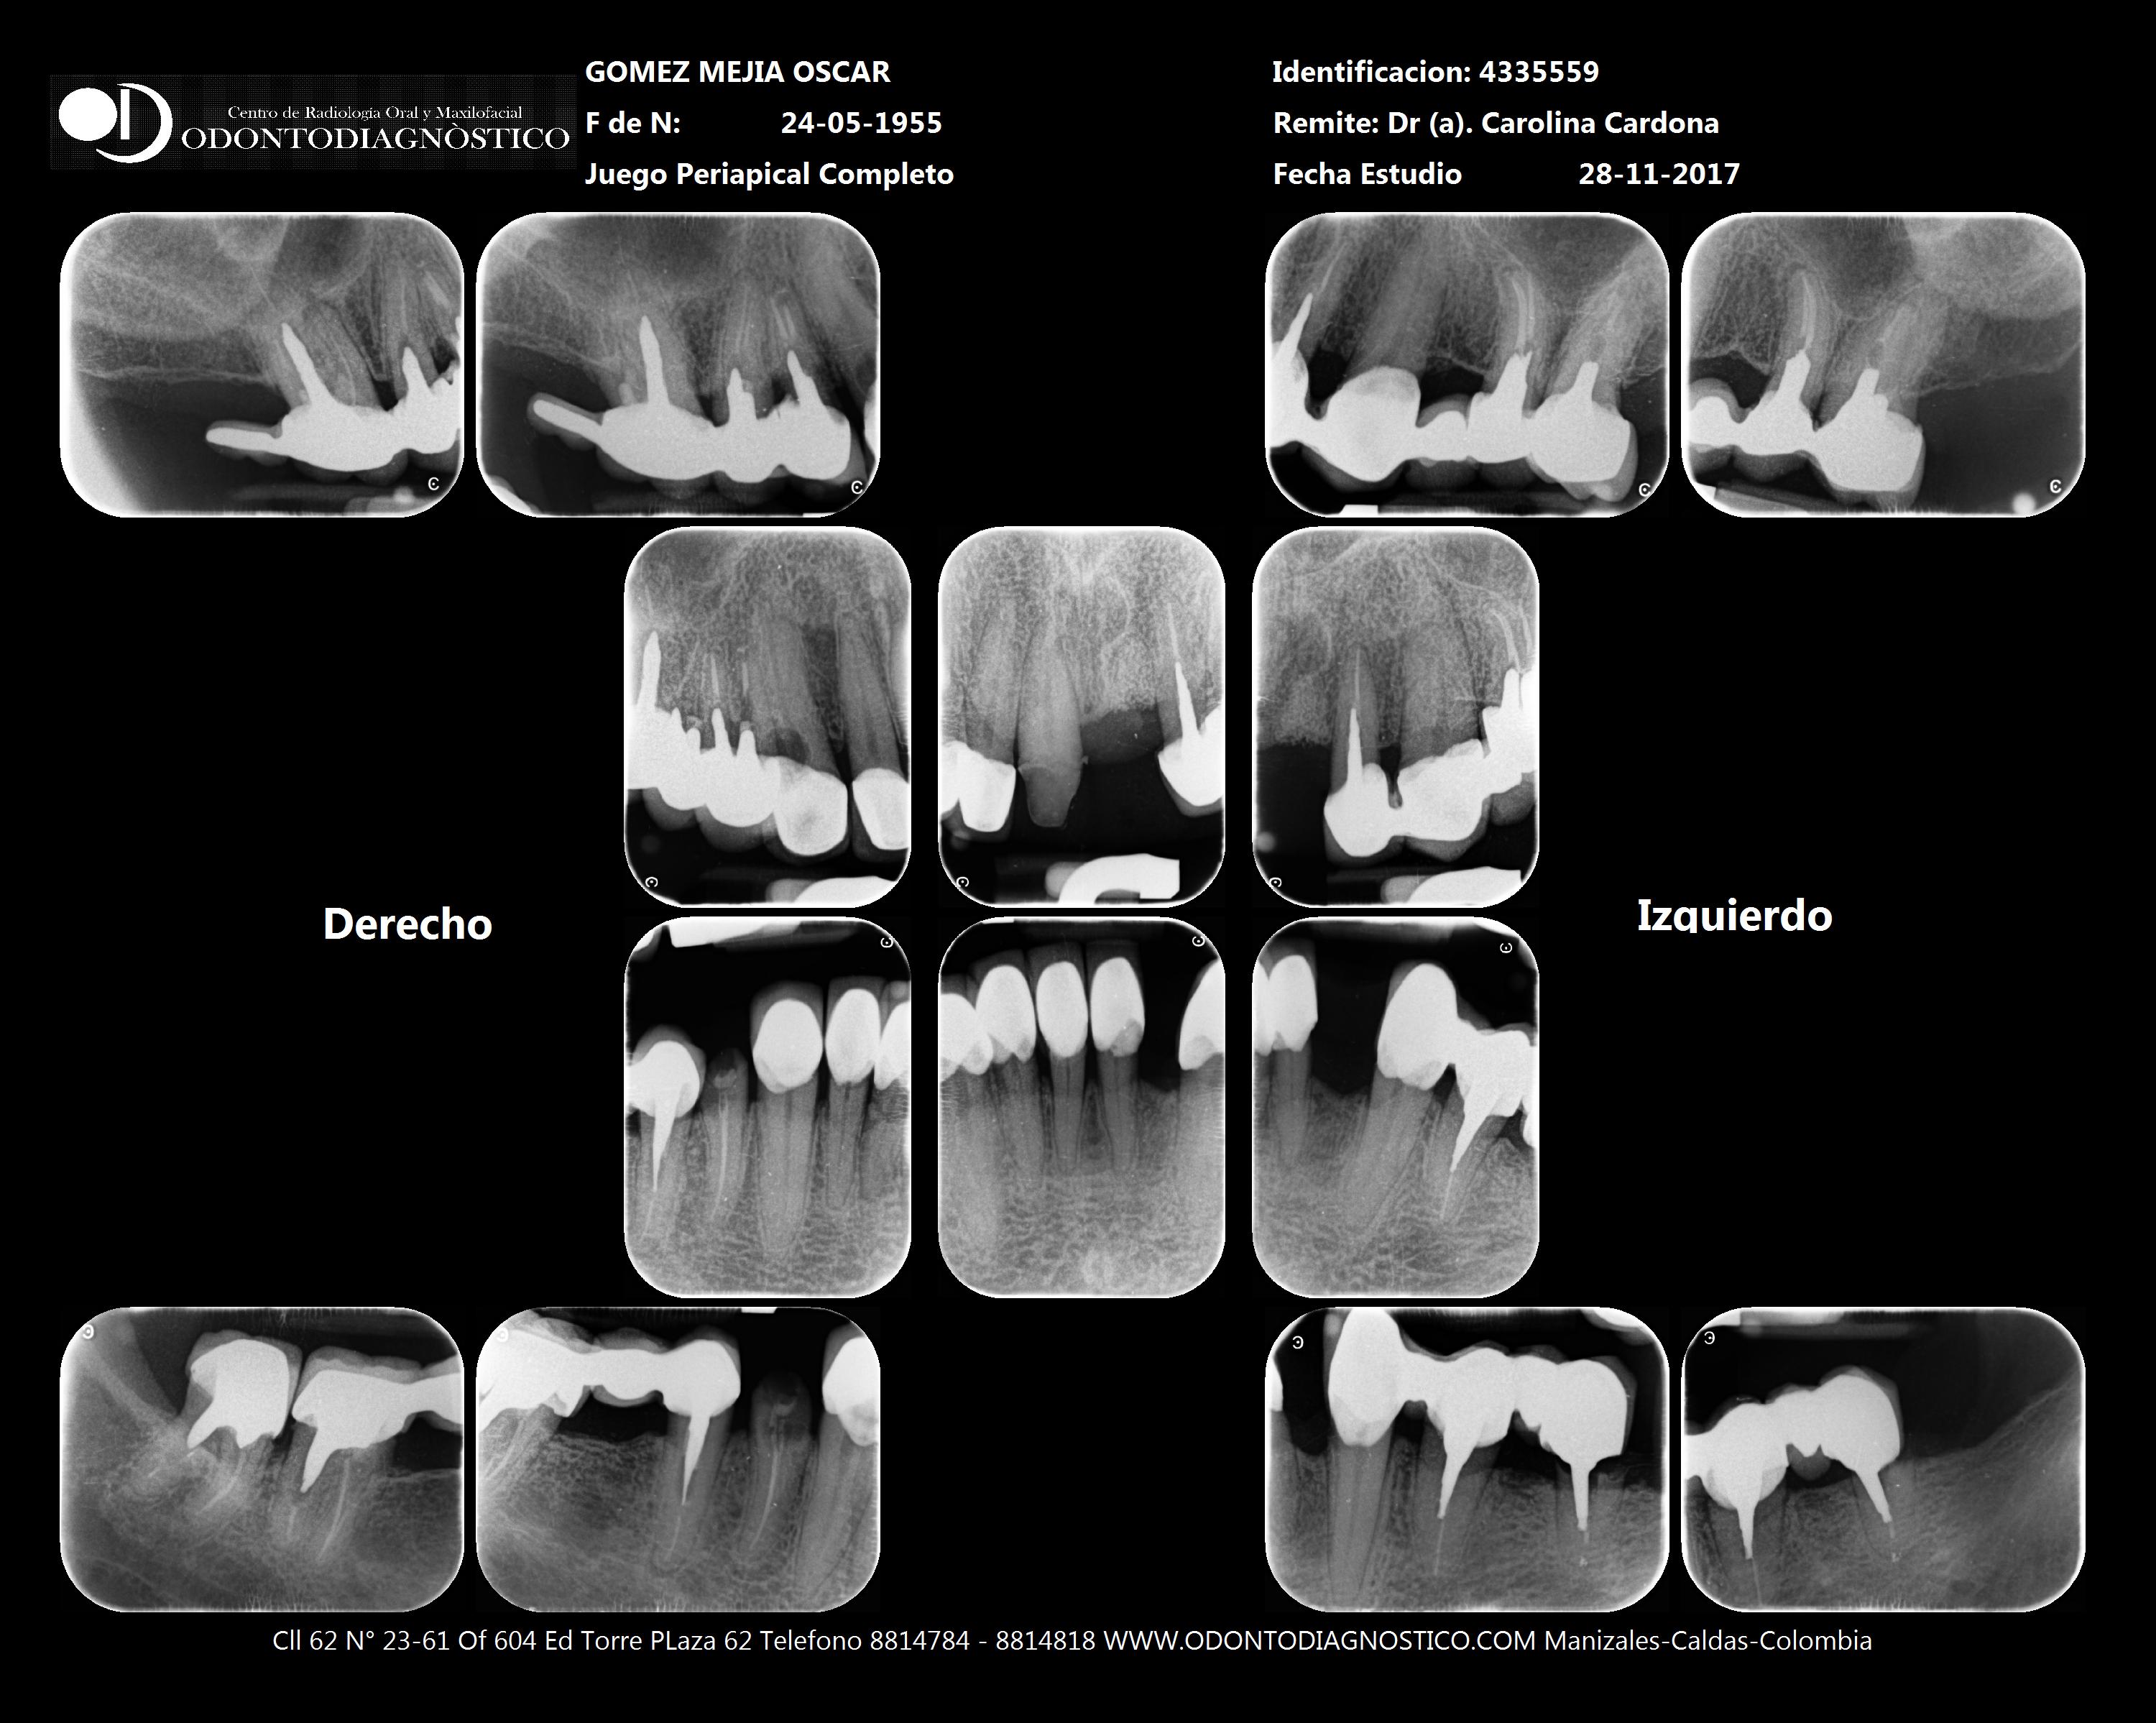 Centro de Radiología Oral y Maxilofacial
ODONTODIAGNÒSTICO
GOMEZ MEJIA OSCAR
F de N: 24-05-1955
Juego Periapical Completo
Identificacion: 4335559
Remite: Dr (a). Carolina Cardona
Fecha Estudio 28-11-2017
Derecho
Izquierdo
Cll 62 N° 23-61 Of 604 Ed Torre PLaza 62 Telefono 8814784 - 8814818 WWW.ODONTODIAGNOSTICO.COM Manizales-Caldas-Colombia